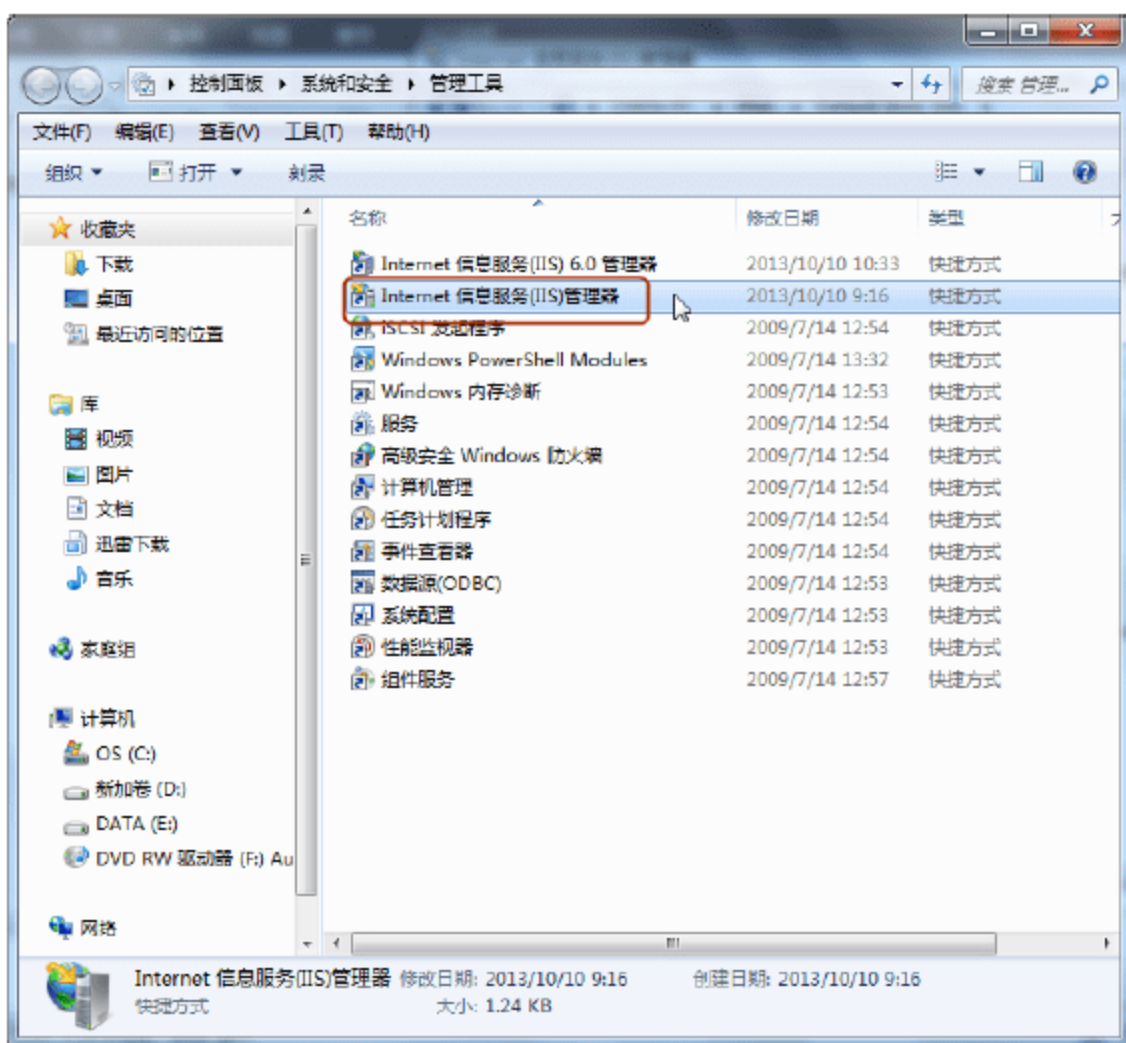 控制面板 ▸ 系统和安全 ▸ 管理工具 搜索 管理...
文件(F) 编辑(E) 查看(V) 工具(T) 帮助(H)
组织 打开 刻录
收藏夹
下载
桌面
最近访问的位置
库
视频
图片
文档
迅雷下载
音乐
家庭组
计算机
OS (C:)
新加卷 (D:)
DATA (E:)
DVD RW 驱动器 (F:) Au
网络
名称 修改日期 类型
Internet 信息服务(IIS) 6.0 管理器 2013/10/10 10:33 快捷方式
Internet 信息服务(IIS)管理器 2013/10/10 9:16 快捷方式
iSCSI 发起程序 2009/7/14 12:54 快捷方式
Windows PowerShell Modules 2009/7/14 13:32 快捷方式
Windows 内存诊断 2009/7/14 12:53 快捷方式
服务 2009/7/14 12:54 快捷方式
高级安全 Windows 防火墙 2009/7/14 12:54 快捷方式
计算机管理 2009/7/14 12:54 快捷方式
任务计划程序 2009/7/14 12:54 快捷方式
事件查看器 2009/7/14 12:54 快捷方式
数据源(ODBC) 2009/7/14 12:53 快捷方式
系统配置 2009/7/14 12:53 快捷方式
性能监视器 2009/7/14 12:53 快捷方式
组件服务 2009/7/14 12:57 快捷方式
Internet 信息服务(IIS)管理器 修改日期: 2013/10/10 9:16 创建日期: 2013/10/10 9:16
快捷方式 大小: 1.24 KB